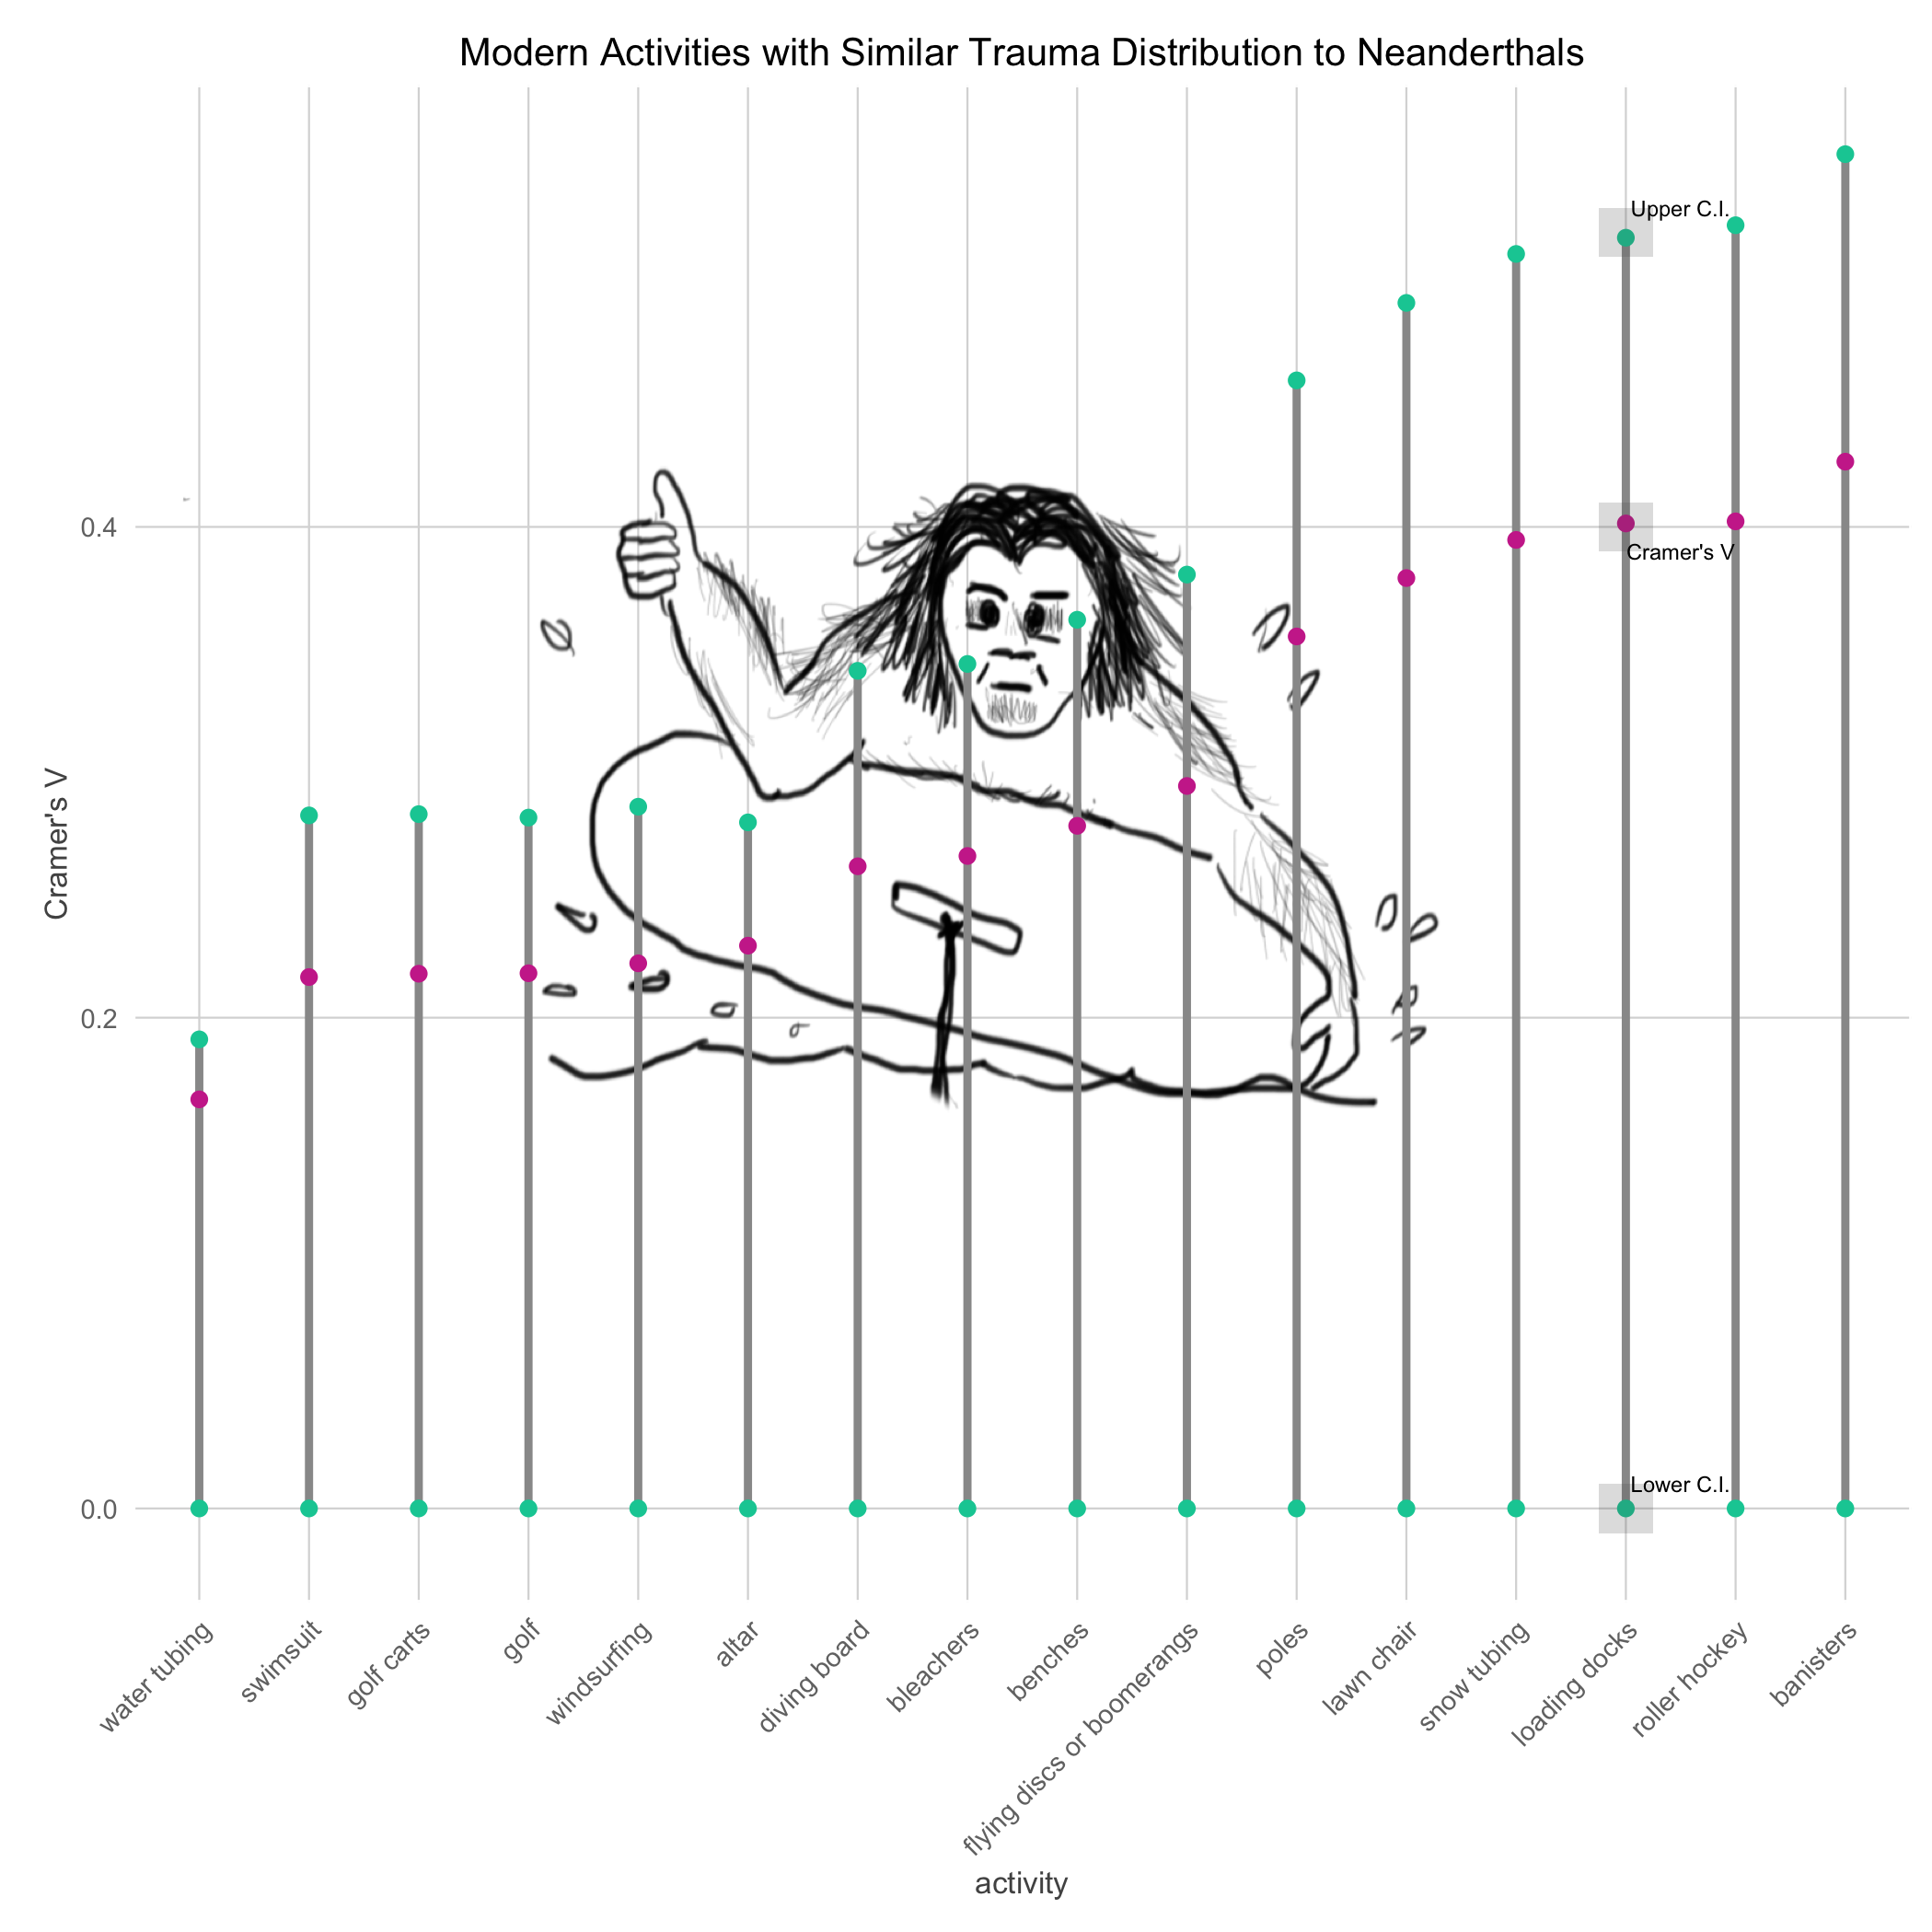 Modern Activities with Similar Trauma Distribution to Neanderthals
Upper C.I.
0.4
Cramer's V
Cramer's V
0.2
Lower C.I.
0.0
water tubing
swimsuit
golf carts
golf
windsurfing
altar
diving board
bleachers
benches
flying discs or boomerangs
poles
lawn chair
snow tubing
loading docks
roller hockey
banisters
activity